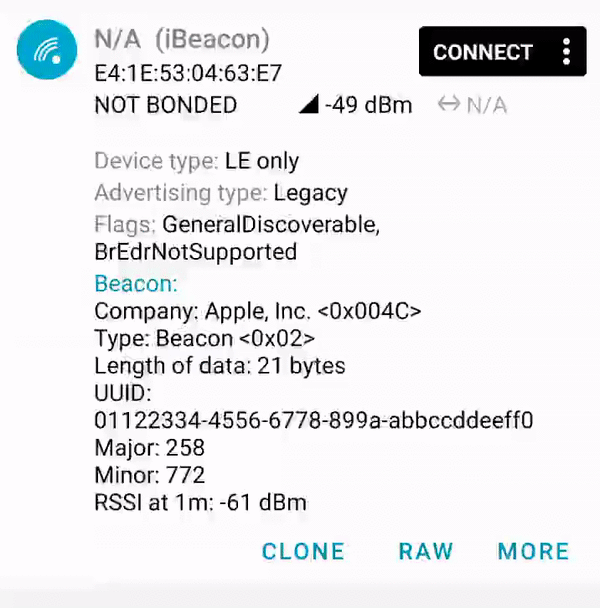 N/A (iBeacon)
CONNECT
E4:1E:53:04:63:E7
NOT BONDED -49 dBm N/A
Device type: LE only
Advertising type: Legacy
Flags: GeneralDiscoverable,
BrEdrNotSupported
Beacon:
Company: Apple, Inc. <0x004C>
Type: Beacon <0x02>
Length of data: 21 bytes
UUID:
01122334-4556-6778-899a-abbccddeeff0
Major: 258
Minor: 772
RSSI at 1m: -61 dBm
CLONE RAW MORE